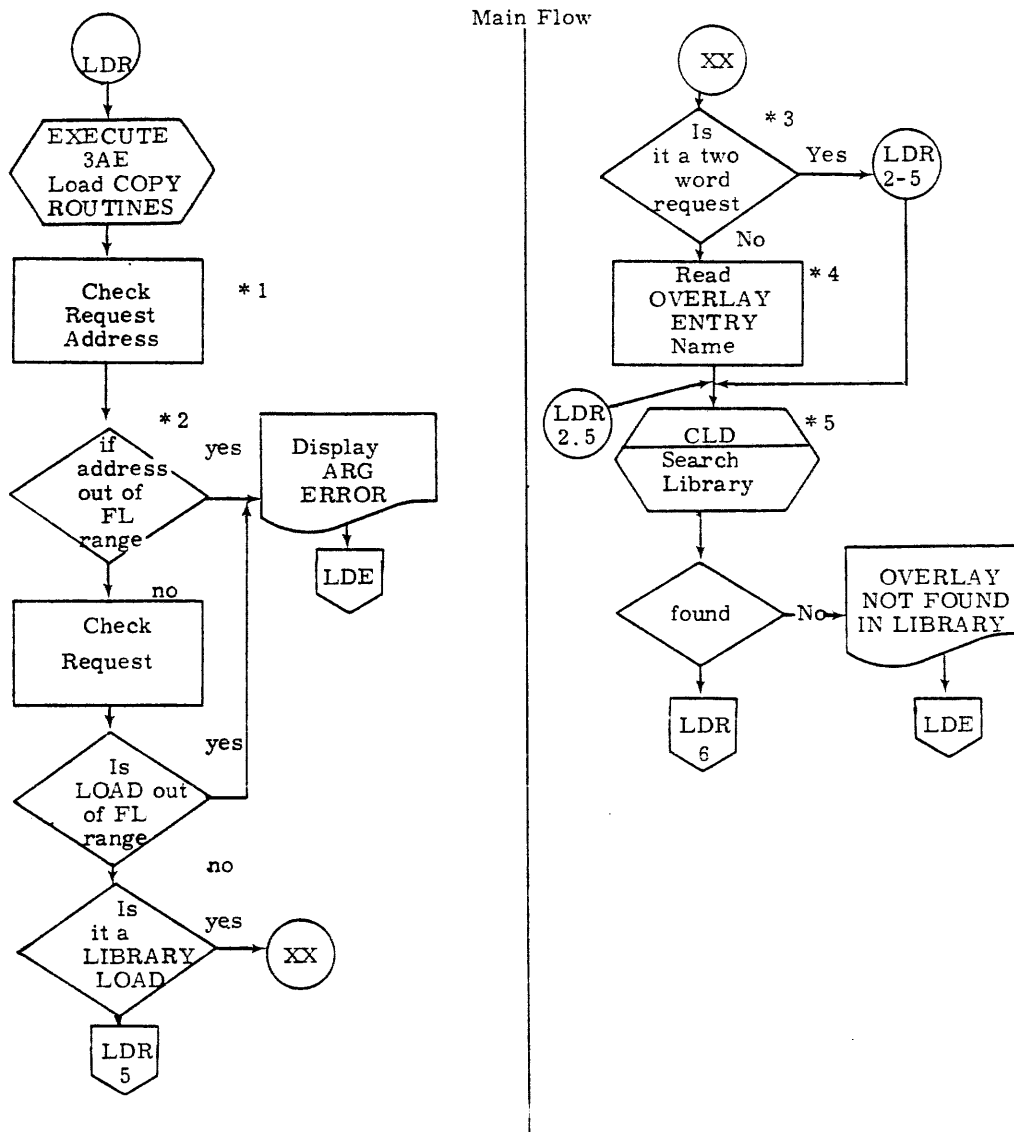 Main Flow
LDR
EXECUTE
3AE
Load COPY
ROUTINES
Check
Request
Address
*1
*2
if
address
out of
FL
range
yes
Display
ARG
ERROR
LDE
no
Check
Request
Is
LOAD out
of FL
range
yes
no
Is
it a
LIBRARY
LOAD
yes
XX
LDR
5
XX
*3
Is
it a two
word
request
Yes
LDR
2-5
No
Read
OVERLAY
ENTRY
Name
*4
LDR
2.5
*5
CLD
Search
Library
found
No
OVERLAY
NOT FOUND
IN LIBRARY
LDE
LDR
6